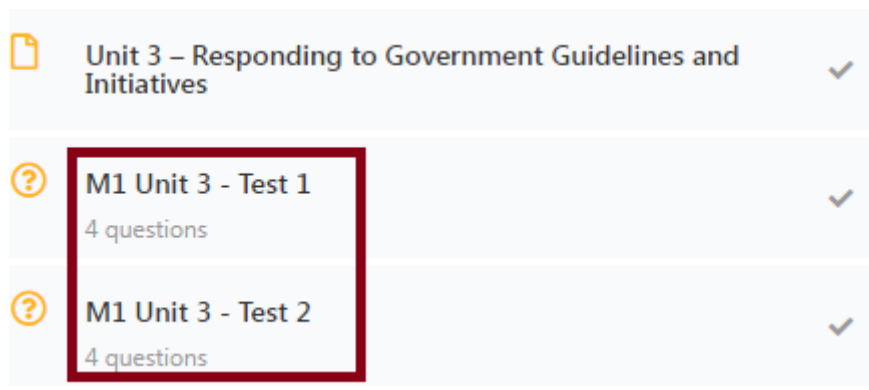 Unit 3 – Responding to Government Guidelines and
Initiatives
M1 Unit 3 - Test 1
4 questions
M1 Unit 3 - Test 2
4 questions